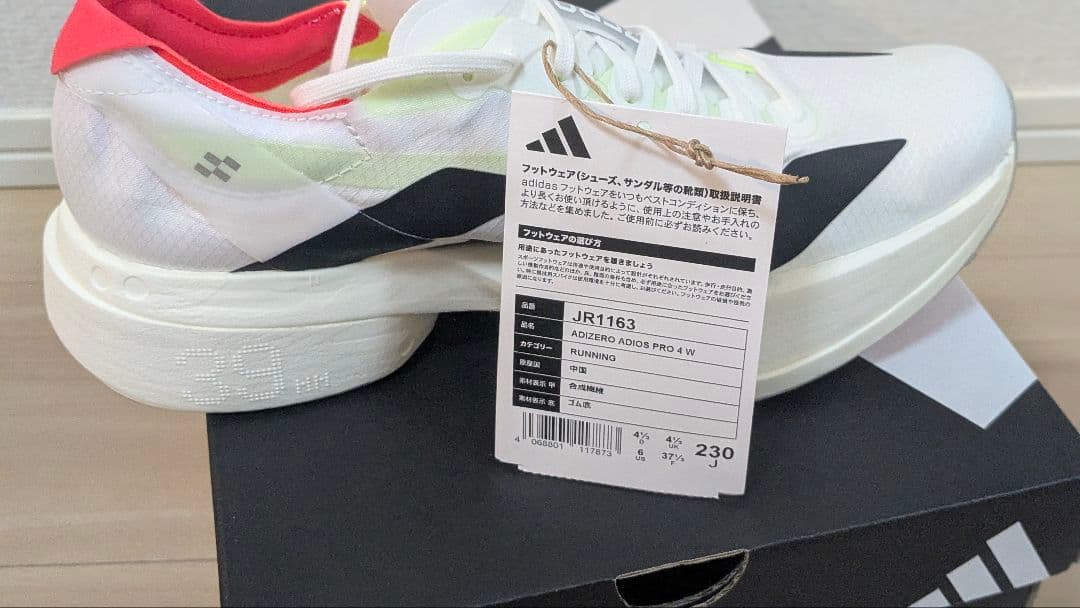 フットウェア(シューズ、サンダル等の靴類)取扱説明書
adidas フットウェアをいつもベストコンディションに保ち、
より長くお使い頂けるように、使用上の注意やお手入れの
方法などを集めました。ご使用前に必ずお読みください。
フットウェアの選び方
用途にあったフットウェアを履きましょう
品番 JR1163
品名 ADIZERO ADIOS PRO 4 W
カテゴリー RUNNING
原産国 中国
素材表示 甲 合成繊維
素材表示 底 ゴム底
4 068801 117873
4½ D 4½ UK 230 J
6 US 37⅓ F
39 MM